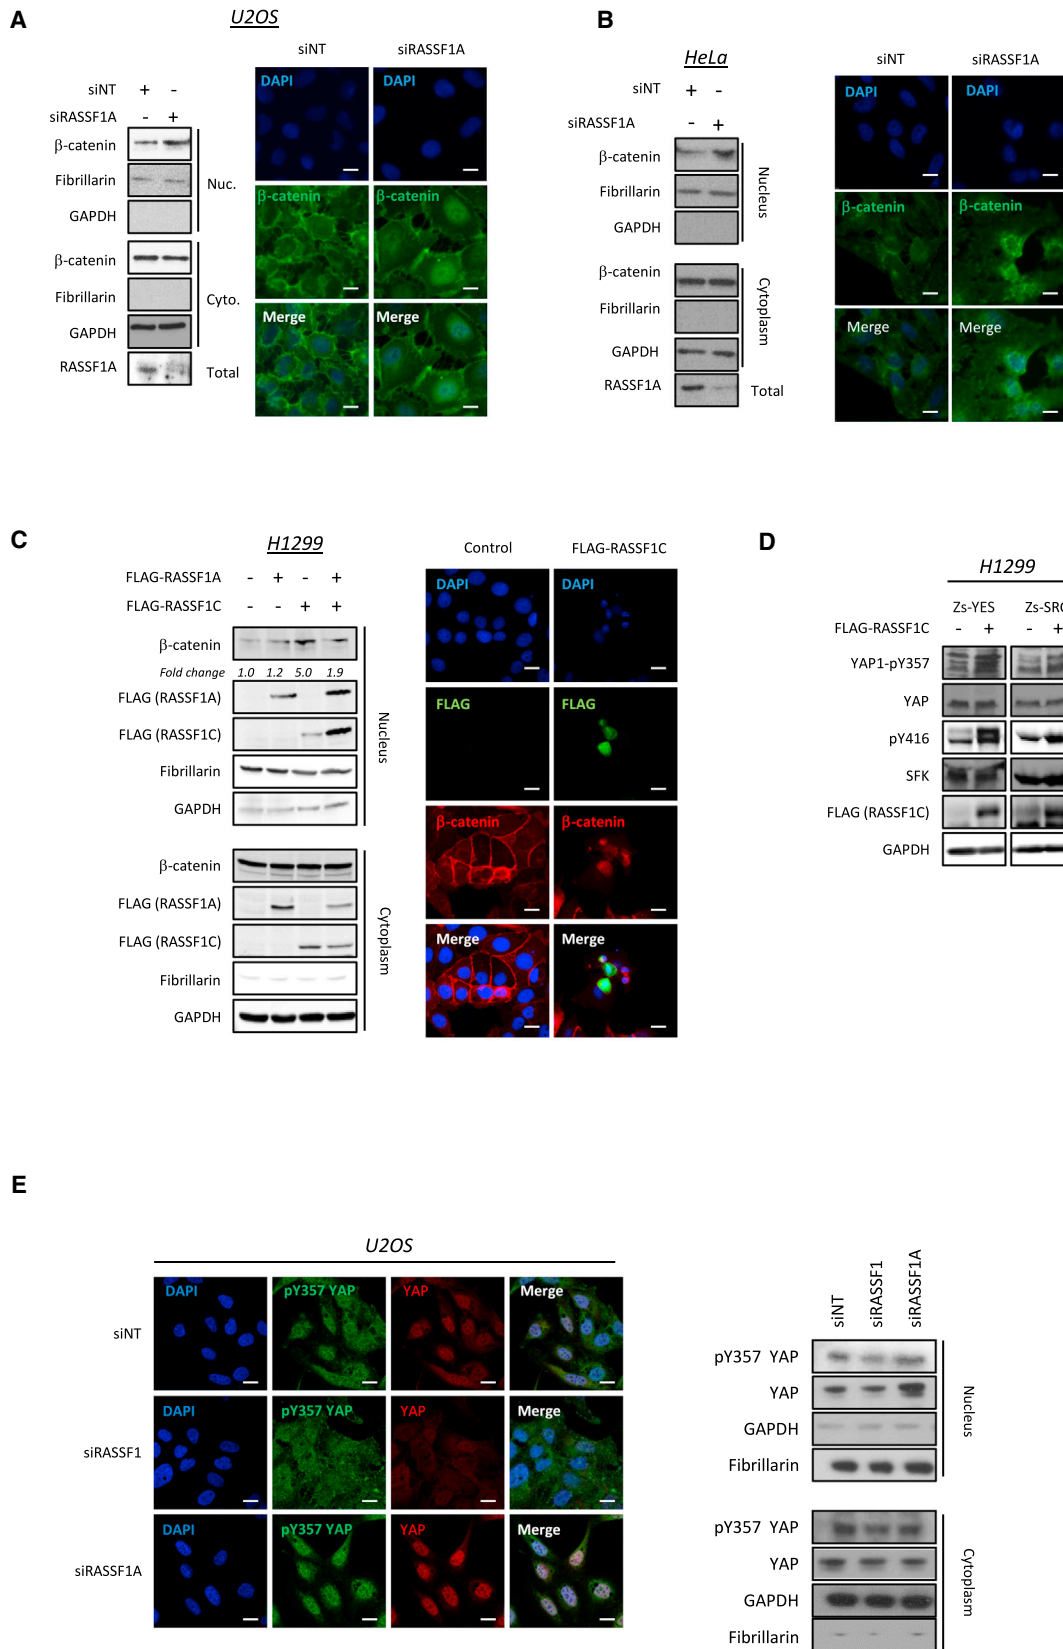 A
U2OS
siNT
siRASSF1A
siNT + -
siRASSF1A - +
β-catenin
Fibrillarin
GAPDH
Nuc.
β-catenin
Fibrillarin
GAPDH
Cyto.
RASSF1A
Total
DAPI
DAPI
β-catenin
β-catenin
Merge
Merge
B
HeLa
siNT
siRASSF1A
siNT + -
siRASSF1A - +
β-catenin
Fibrillarin
GAPDH
Nucleus
β-catenin
Fibrillarin
GAPDH
Cytoplasm
RASSF1A
Total
DAPI
DAPI
β-catenin
β-catenin
Merge
Merge
C
H1299
FLAG-RASSF1A - + - +
FLAG-RASSF1C - - + +
β-catenin
Fold change 1.0 1.2 5.0 1.9
FLAG (RASSF1A)
FLAG (RASSF1C)
Fibrillarin
GAPDH
Nucleus
β-catenin
FLAG (RASSF1A)
FLAG (RASSF1C)
Fibrillarin
GAPDH
Cytoplasm
Control
FLAG-RASSF1C
DAPI
DAPI
FLAG
FLAG
β-catenin
β-catenin
Merge
Merge
D
H1299
Zs-YES
Zs-SRC
FLAG-RASSF1C - + - +
YAP1-pY357
YAP
pY416
SFK
FLAG (RASSF1C)
GAPDH
E
U2OS
siNT
DAPI
pY357 YAP
YAP
Merge
siRASSF1
DAPI
pY357 YAP
YAP
Merge
siRASSF1A
DAPI
pY357 YAP
YAP
Merge
siNT
siRASSF1
siRASSF1A
pY357 YAP
YAP
GAPDH
Fibrillarin
Nucleus
pY357 YAP
YAP
GAPDH
Fibrillarin
Cytoplasm